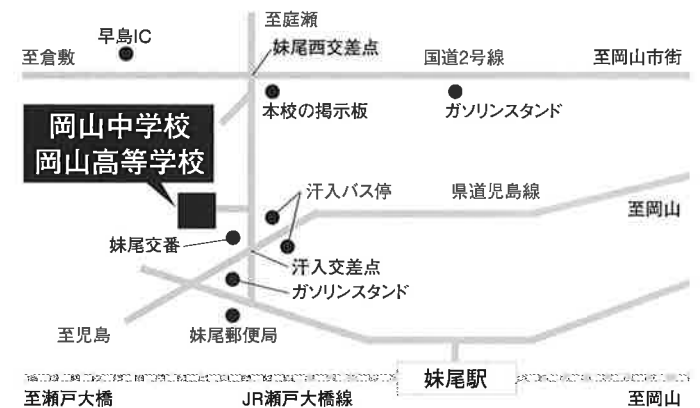 至庭瀬
早島IC
妹尾西交差点
至倉敷
国道2号線
至岡山市街
本校の掲示板
ガソリンスタンド
岡山中学校
岡山高等学校
汗入バス停
県道児島線
至岡山
妹尾交番
汗入交差点
ガソリンスタンド
至児島
妹尾郵便局
妹尾駅
至瀬戸大橋
JR瀬戸大橋線
至岡山